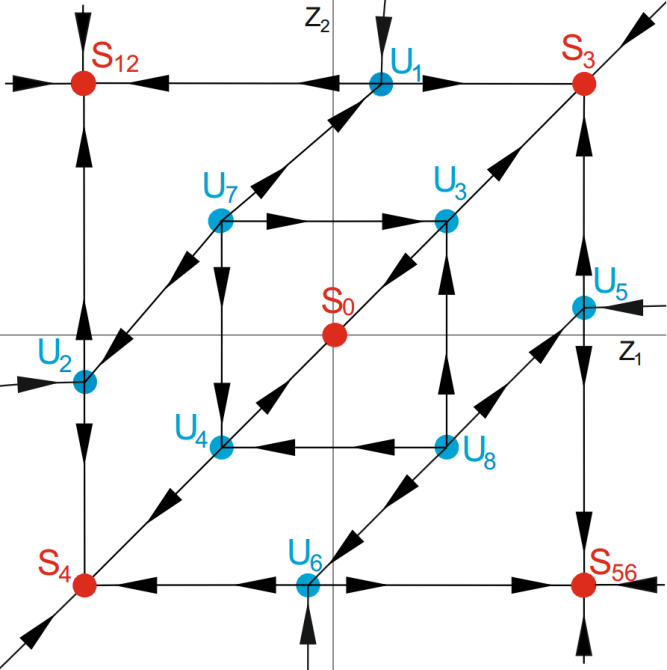 Z₂
S₁₂
U₁
S₃
U₇
U₃
S₀
U₅
Z₁
U₂
U₄
U₈
S₄
U₆
S₅₆